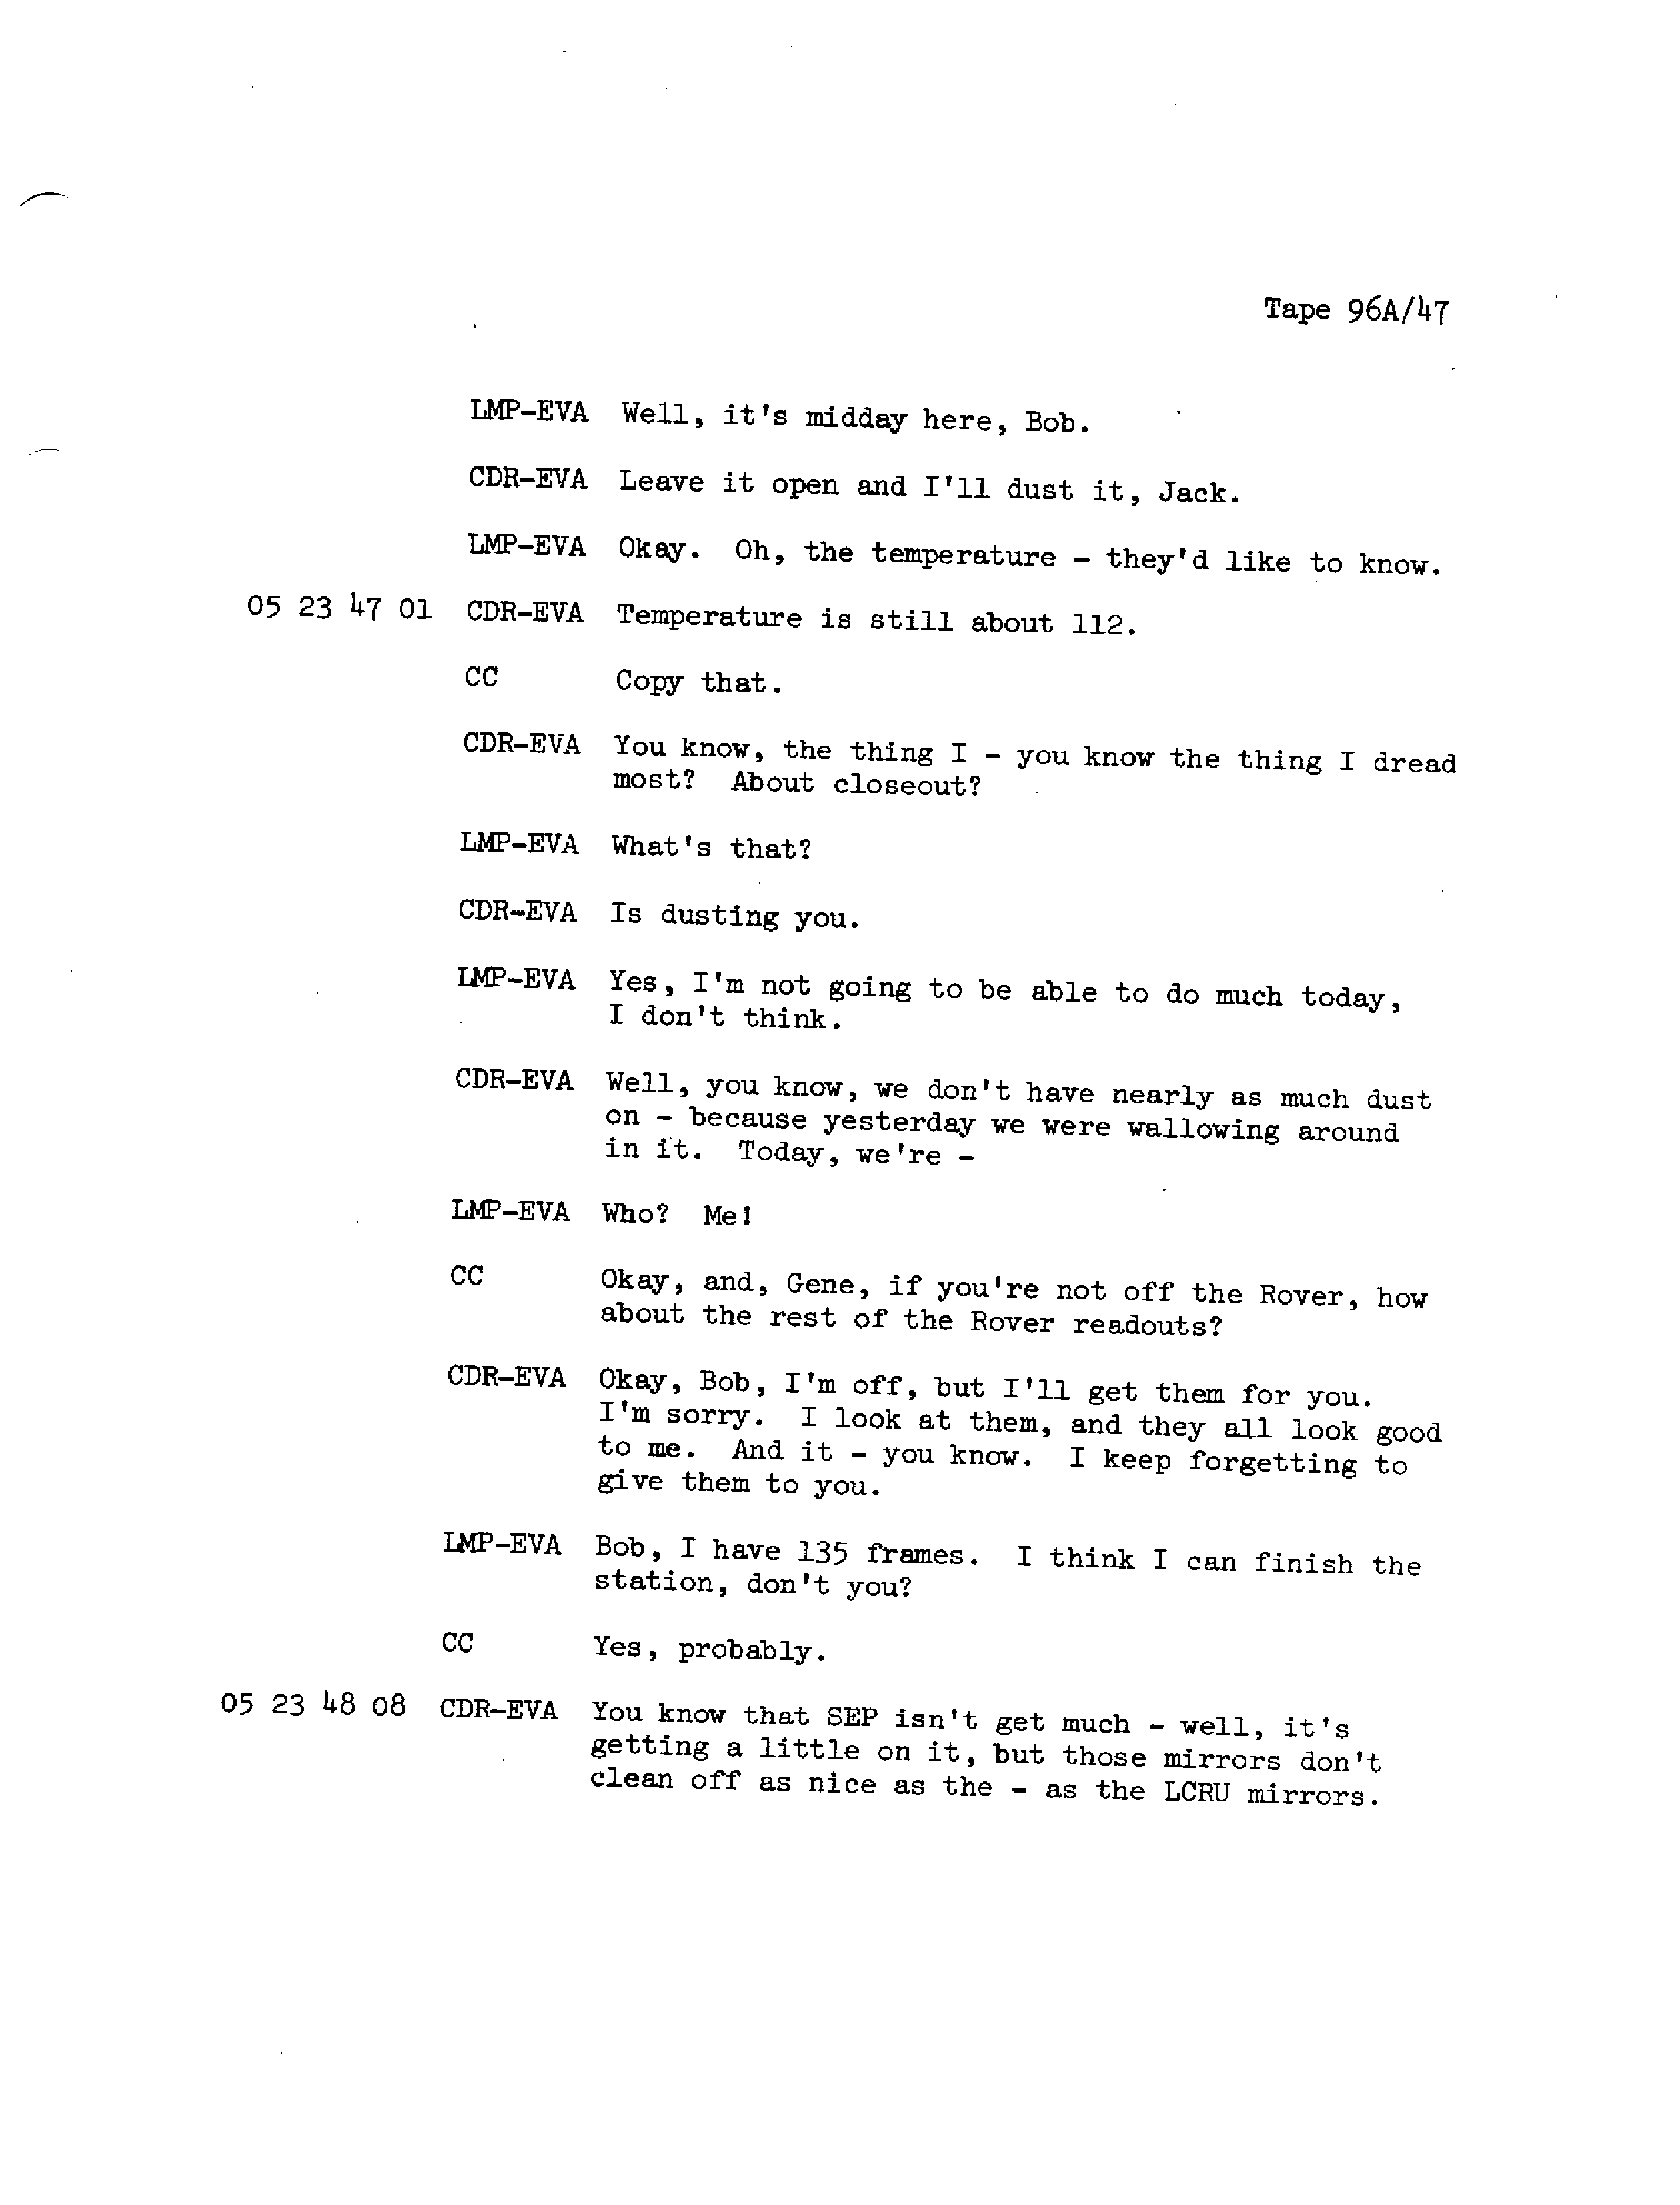 Tape 96A/47
LMP-EVA Well, it's midday here, Bob.
CDR-EVA Leave it open and I'll dust it, Jack.
LMP-EVA Okay. Oh, the temperature - they'd like to know.
05 23 47 01 CDR-EVA Temperature is still about 112.
CC Copy that.
CDR-EVA You know, the thing I - you know the thing I dread
most? About closeout?
LMP-EVA What's that?
CDR-EVA Is dusting you.
LMP-EVA Yes, I'm not going to be able to do much today,
I don't think.
CDR-EVA Well, you know, we don't have nearly as much dust
on - because yesterday we were wallowing around
in it. Today, we're -
LMP-EVA Who? Me!
CC Okay, and, Gene, if you're not off the Rover, how
about the rest of the Rover readouts?
CDR-EVA Okay, Bob, I'm off, but I'll get them for you.
I'm sorry. I look at them, and they all look good
to me. And it - you know. I keep forgetting to
give them to you.
LMP-EVA Bob, I have 135 frames. I think I can finish the
station, don't you?
CC Yes, probably.
05 23 48 08 CDR-EVA You know that SEP isn't get much - well, it's
getting a little on it, but those mirrors don't
clean off as nice as the - as the LCRU mirrors.